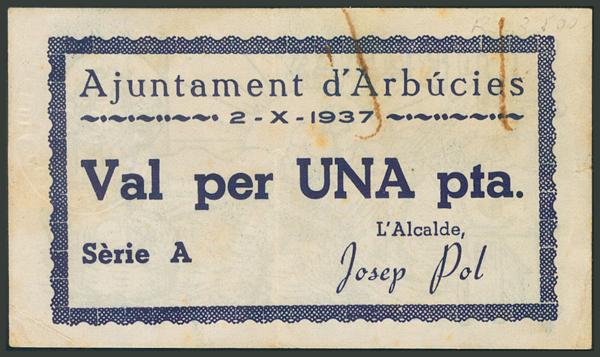 Ajuntament d'Arbúcies
2-X-1937
Val per UNA pta.
L'Alcalde,
Sèrie A
Josep Pol